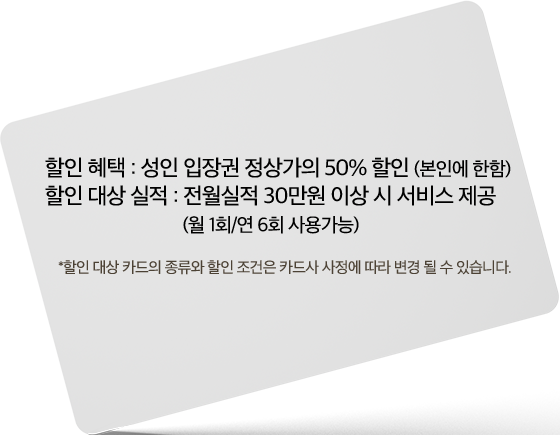 할인 혜택 : 성인 입장권 정상가의 50% 할인 (본인에 한함)
할인 대상 실적 : 전월실적 30만원 이상 시 서비스 제공
(월 1회/연 6회 사용가능)
*할인 대상 카드의 종류와 할인 조건은 카드사 사정에 따라 변경 될 수 있습니다.